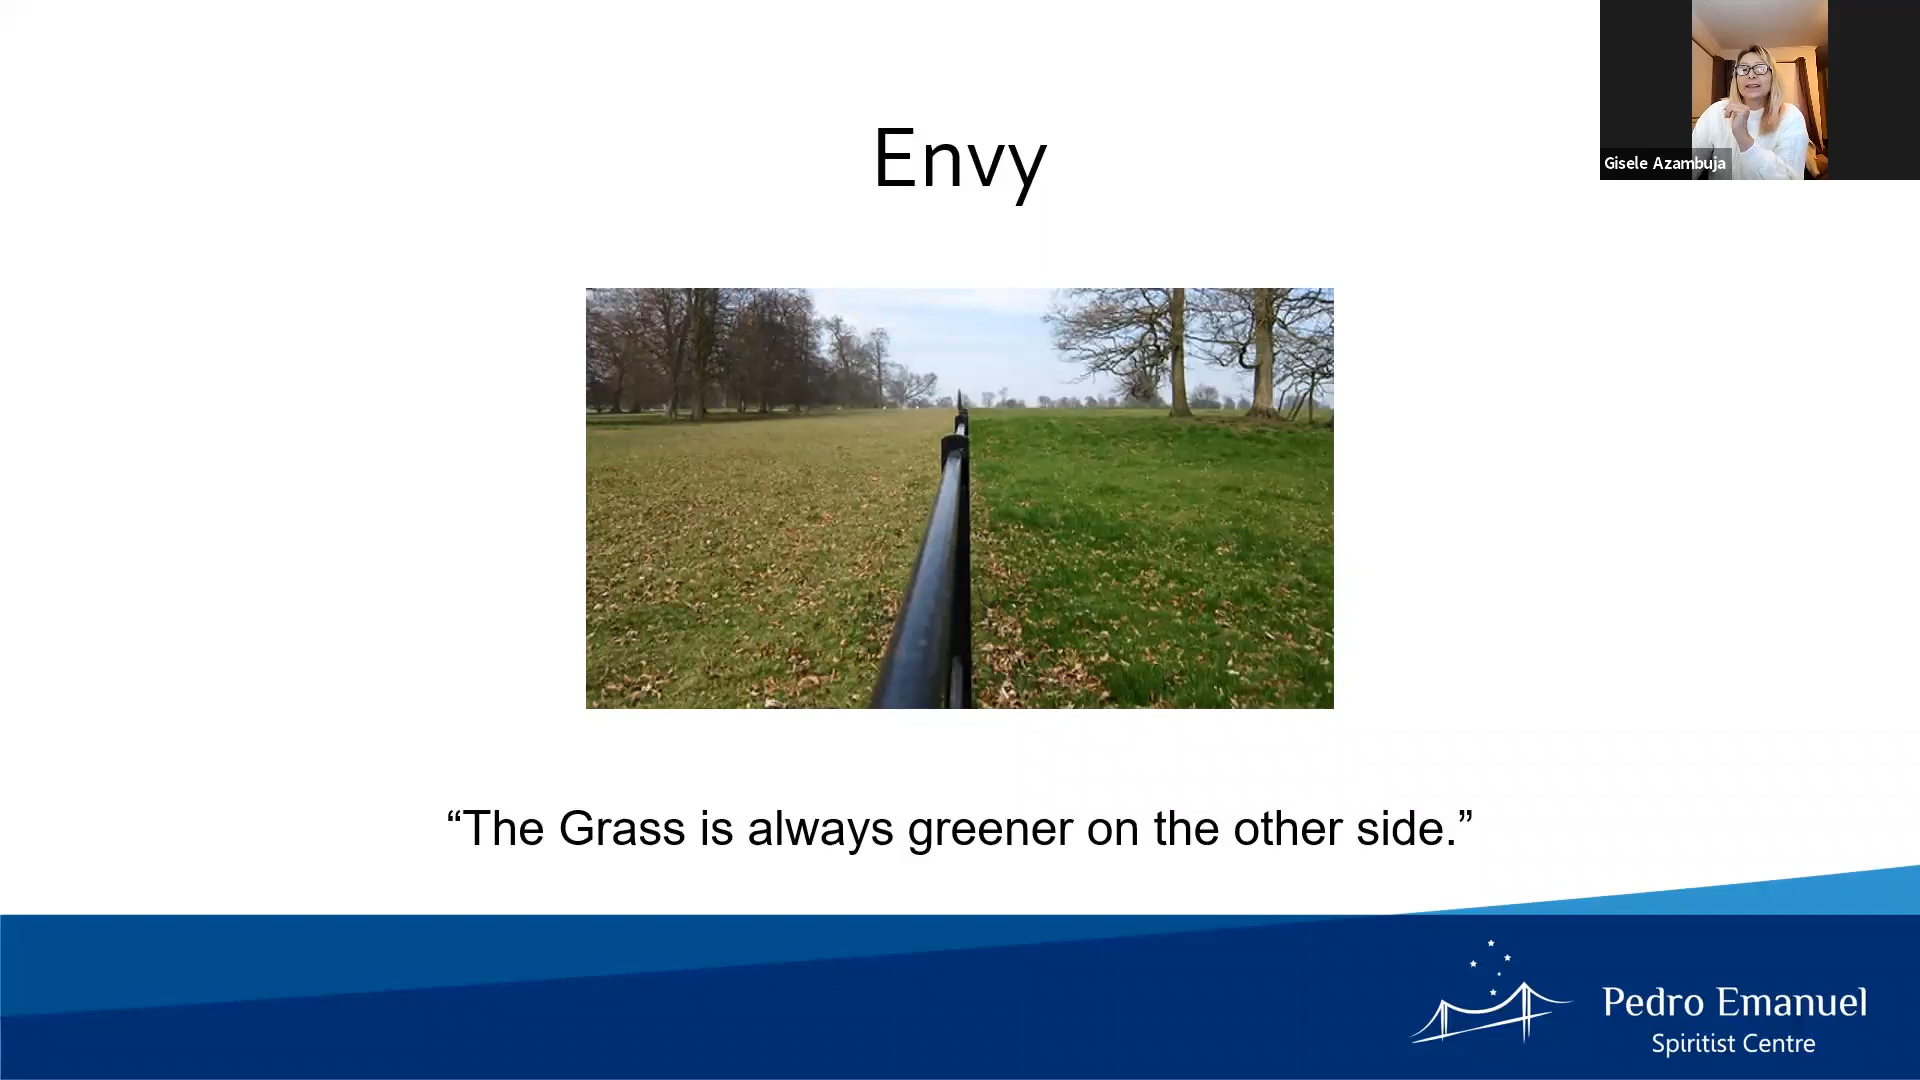 Envy
Gisele Azambuja
“The Grass is always greener on the other side.”
Pedro Emanuel
Spiritist Centre